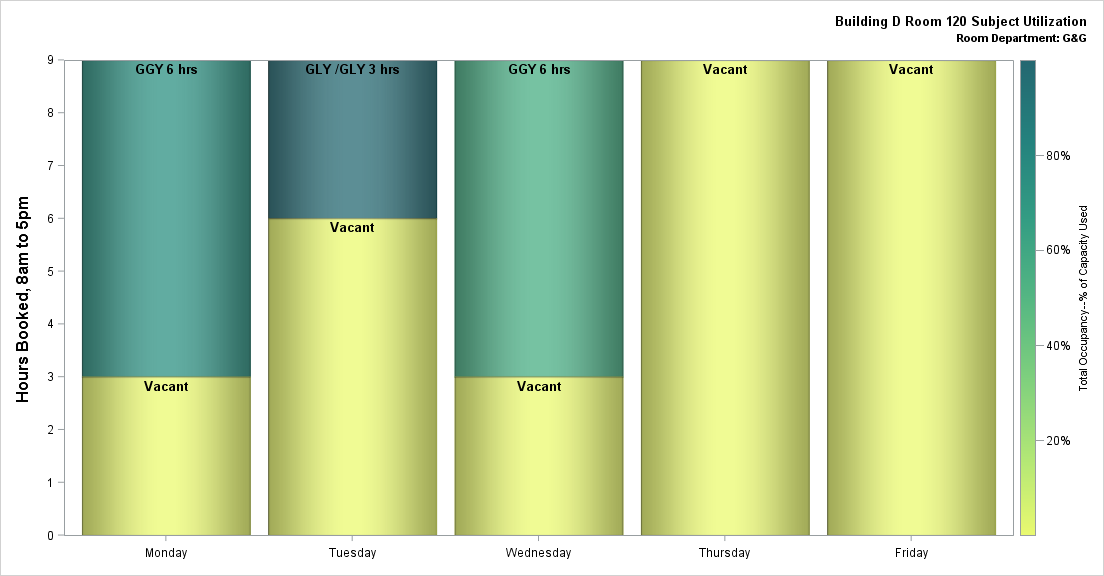 Building D Room 120 Subject Utilization
Room Department: G&G
Hours Booked, 8am to 5pm
9
8
7
6
5
4
3
2
1
0
GGY 6 hrs
Vacant
GLY /GLY 3 hrs
Vacant
GGY 6 hrs
Vacant
Vacant
Vacant
Monday
Tuesday
Wednesday
Thursday
Friday
80%
60%
40%
20%
Total Occupancy--% of Capacity Used